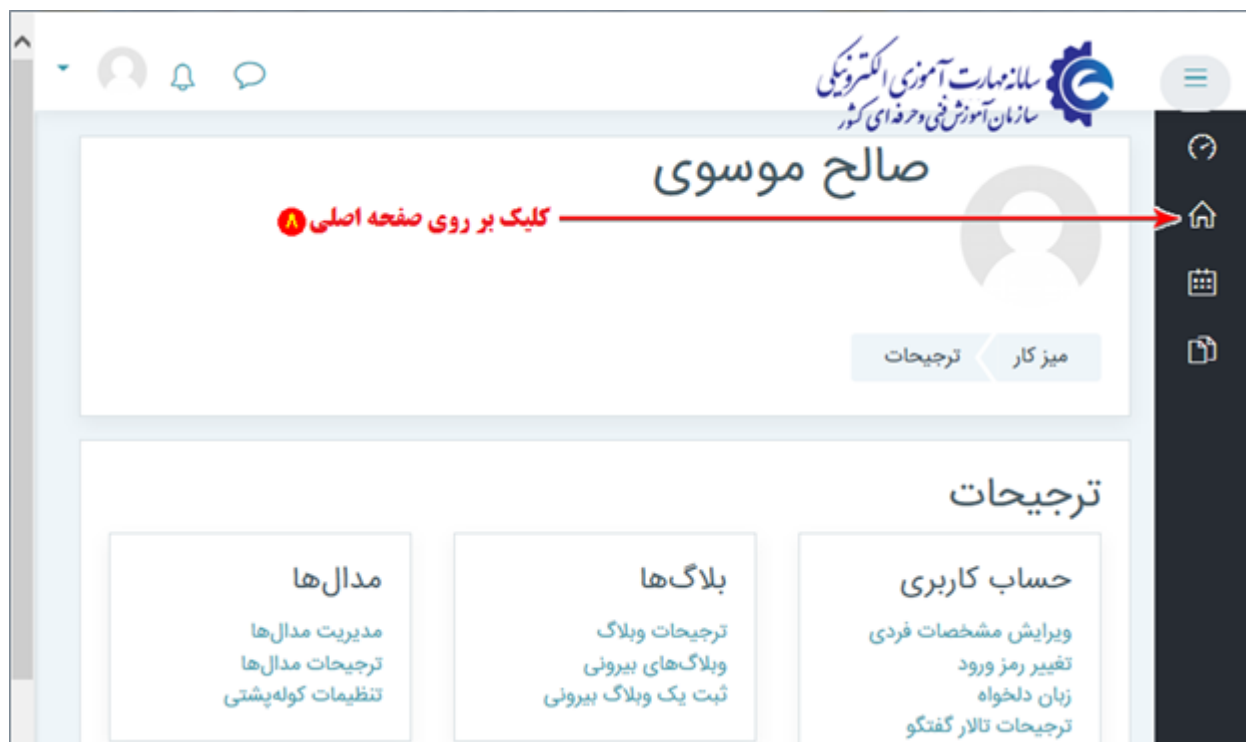 سامانه مهارت آموزی الکترونیکی
سازمان آموزش فنی و حرفه ای کشور
صالح موسوی
کلیک بر روی صفحه اصلی ۸
میز کار
ترجیحات
ترجیحات
حساب کاربری
ویرایش مشخصات فردی
تغییر رمز ورود
زبان دلخواه
ترجیحات تالار گفتگو
بلاگ‌ها
ترجیحات وبلاگ
وبلاگ‌های بیرونی
ثبت یک وبلاگ بیرونی
مدال‌ها
مدیریت مدال‌ها
ترجیحات مدال‌ها
تنظیمات کوله‌پشتی